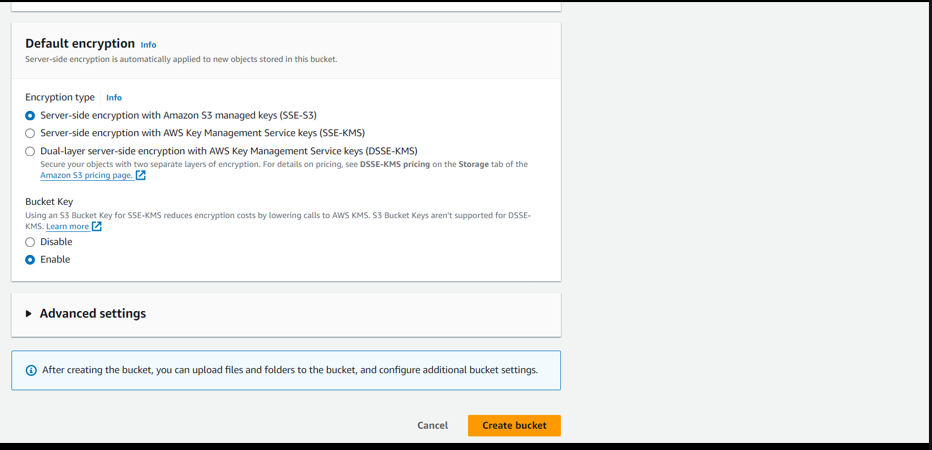 Default encryption Info
Server-side encryption is automatically applied to new objects stored in this bucket.
Encryption type Info
Server-side encryption with Amazon S3 managed keys (SSE-S3)
Server-side encryption with AWS Key Management Service keys (SSE-KMS)
Dual-layer server-side encryption with AWS Key Management Service keys (DSSE-KMS)
Secure your objects with two separate layers of encryption. For details on pricing, see DSSE-KMS pricing on the Storage tab of the
Amazon S3 pricing page.
Bucket Key
Using an S3 Bucket Key for SSE-KMS reduces encryption costs by lowering calls to AWS KMS. S3 Bucket Keys aren't supported for DSSE-
KMS. Learn more
Disable
Enable
Advanced settings
After creating the bucket, you can upload files and folders to the bucket, and configure additional bucket settings.
Cancel Create bucket